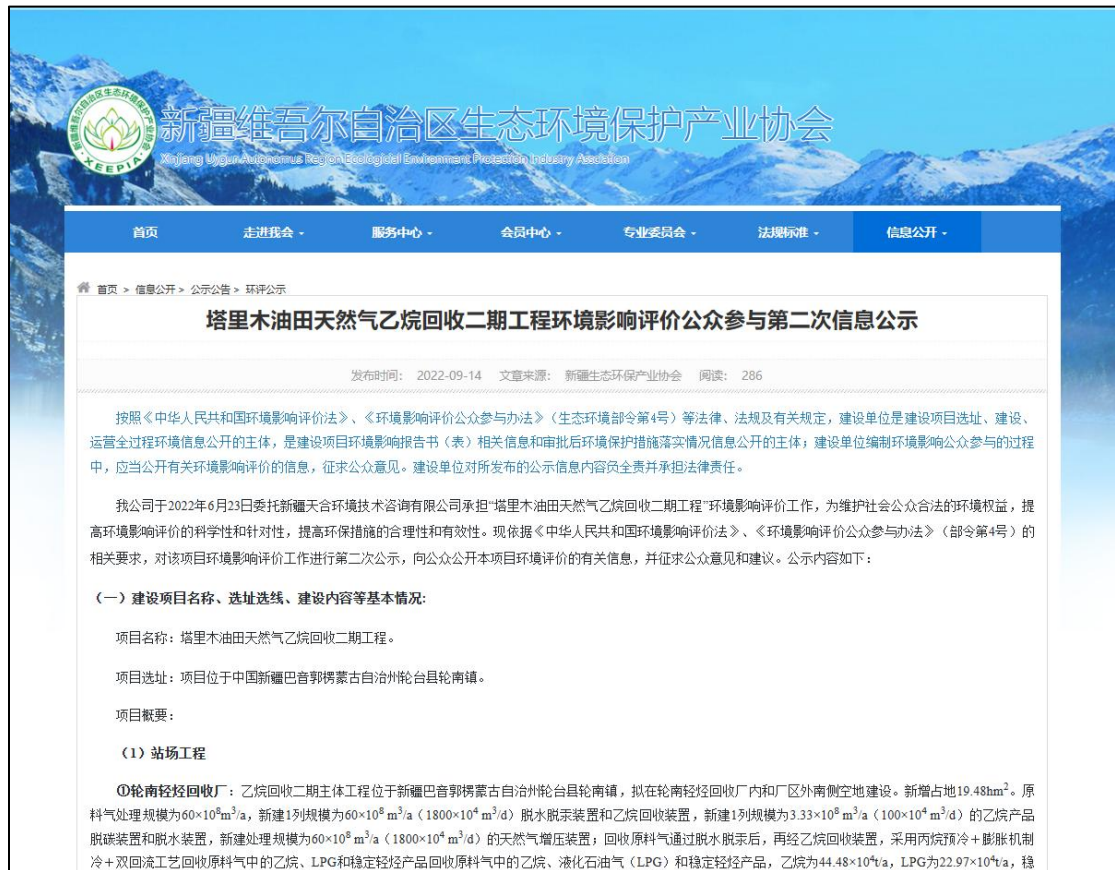 新疆维吾尔自治区生态环境保护产业协会
XEEPIA
新疆维吾尔自治区生态环境保护产业协会
Xinjiang Uygur Autonomus Region Ecologidal Environment Protection Industry Association
首页 走进我会 服务中心 会员中心 专业委员会 法规标准 信息公开
首页 > 信息公开 > 公示公告 > 环评公示
塔里木油田天然气乙烷回收二期工程环境影响评价公众参与第二次信息公示
发布时间: 2022-09-14 文章来源: 新疆生态环保产业协会 阅读: 286
按照《中华人民共和国环境影响评价法》、《环境影响评价公众参与办法》（生态环境部令第4号）等法律、法规及有关规定，建设单位是建设项目选址、建设、
运营全过程环境信息公开的主体，是建设项目环境影响报告书（表）相关信息和审批后环境保护措施落实情况信息公开的主体；建设单位编制环境影响公众参与的过程
中，应当公开有关环境影响评价的信息，征求公众意见。建设单位对所发布的公示信息内容负全责并承担法律责任。
我公司于2022年6月23日委托新疆天合环境技术咨询有限公司承担“塔里木油田天然气乙烷回收二期工程”环境影响评价工作，为维护社会公众合法的环境权益，提
高环境影响评价的科学性和针对性，提高环保措施的合理性和有效性。现依据《中华人民共和国环境影响评价法》、《环境影响评价公众参与办法》（部令第4号）的
相关要求，对该项目环境影响评价工作进行第二次公示，向公众公开本项目环境评价的有关信息，并征求公众意见和建议。公示内容如下：
（一）建设项目名称、选址选线、建设内容等基本情况:
项目名称：塔里木油田天然气乙烷回收二期工程。
项目选址：项目位于中国新疆巴音郭楞蒙古自治州轮台县轮南镇。
项目概要：
（1）站场工程
①轮南轻烃回收厂：乙烷回收二期主体工程位于新疆巴音郭楞蒙古自治州轮台县轮南镇，拟在轮南轻烃回收厂内和厂区外南侧空地建设。新增占地19.48hm²。原
料气处理规模为60×10⁸m³/a，新建1列规模为60×10⁸ m³/a（1800×10⁴ m³/d）脱水脱汞装置和乙烷回收装置，新建1列规模为3.33×10⁸ m³/a（100×10⁴ m³/d）的乙烷产品
脱碳装置和脱水装置，新建处理规模为60×10⁸ m³/a（1800×10⁴ m³/d）的天然气增压装置；回收原料气通过脱水脱汞后，再经乙烷回收装置，采用丙烷预冷＋膨胀机制
冷＋双回流工艺回收原料气中的乙烷、LPG和稳定轻烃产品回收原料气中的乙烷、液化石油气（LPG）和稳定轻烃产品，乙烷为44.48×10⁴t/a，LPG为22.97×10⁴t/a，稳